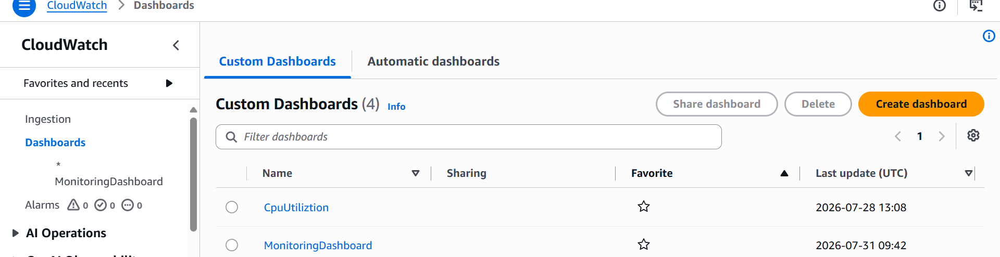 CloudWatch > Dashboards
CloudWatch
Favorites and recents
Ingestion
Dashboards
*
MonitoringDashboard
Alarms 0 0 0
AI Operations
Custom Dashboards Automatic dashboards
Custom Dashboards (4) Info
Share dashboard Delete Create dashboard
Filter dashboards
1
Name Sharing Favorite Last update (UTC)
CpuUtiliztion 2026-07-28 13:08
MonitoringDashboard 2026-07-31 09:42